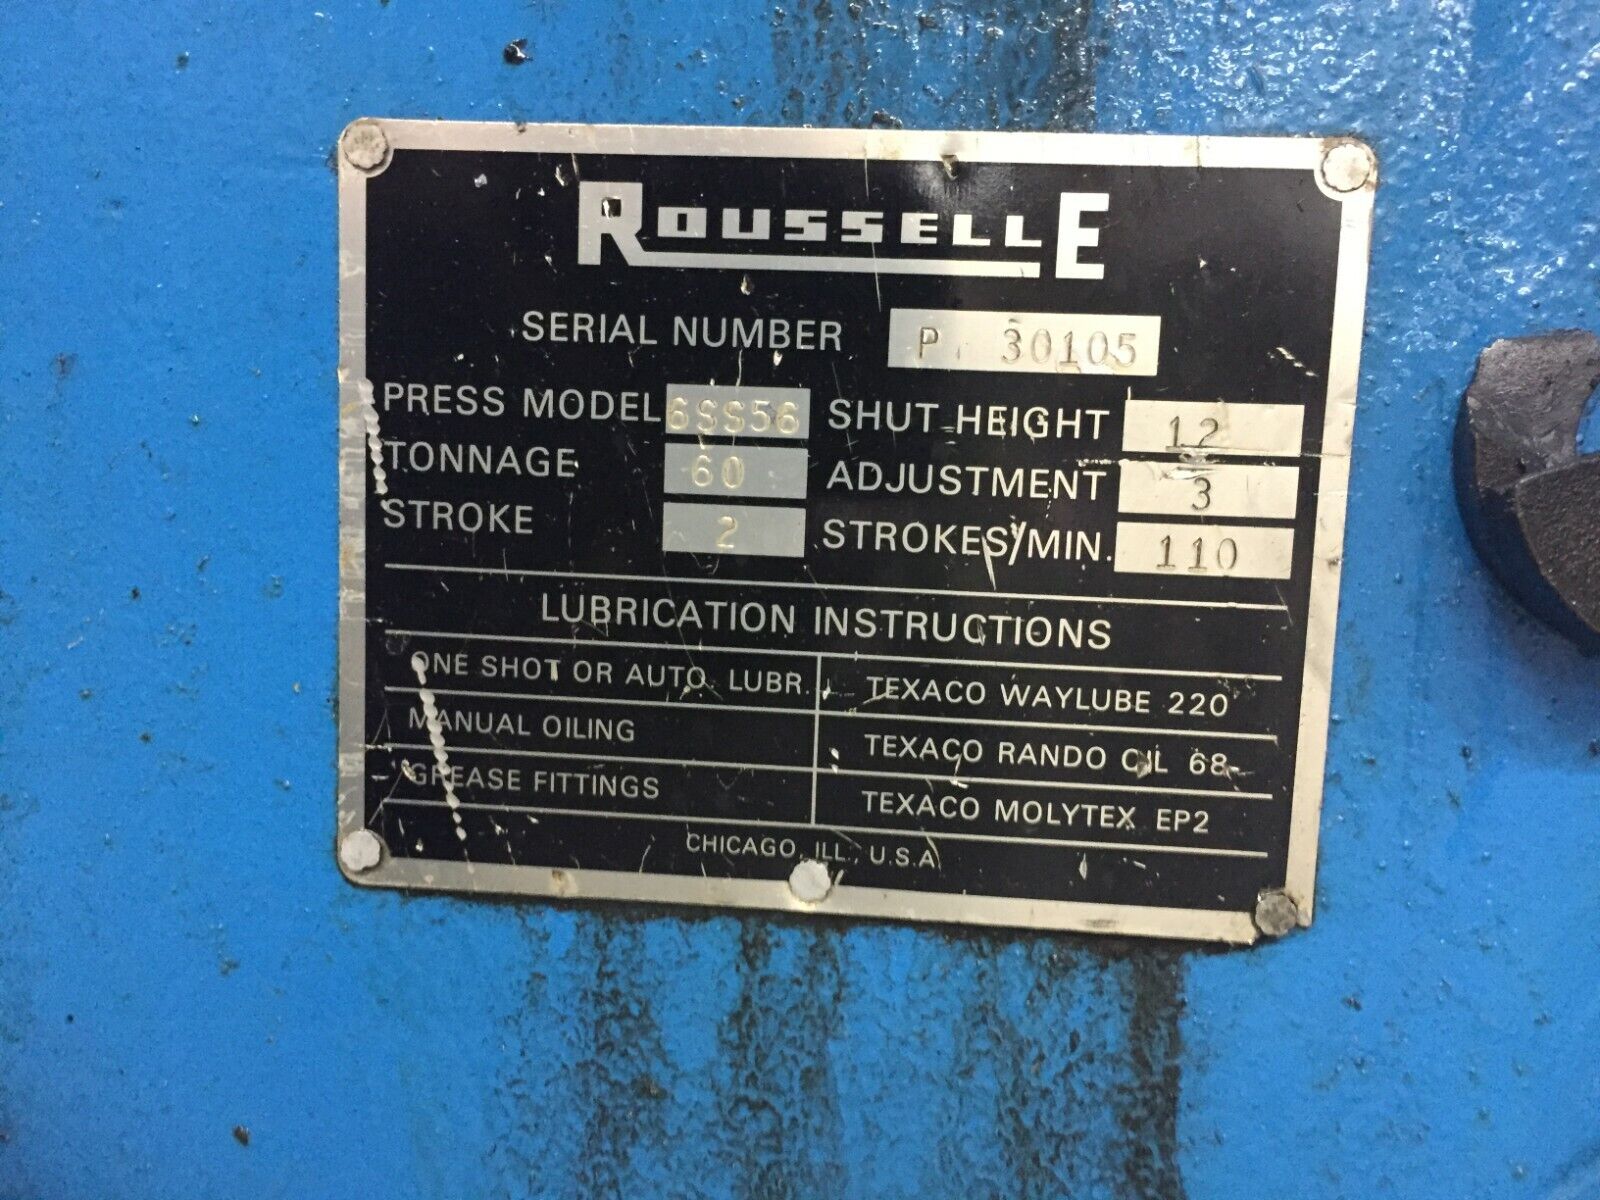 ROUSSELLE
SERIAL NUMBER P 30105
PRESS MODEL 6SS56 SHUT HEIGHT 12
TONNAGE 60 ADJUSTMENT 3
STROKE 2 STROKES/MIN. 110
LUBRICATION INSTRUCTIONS
ONE SHOT OR AUTO. LUBR. TEXACO WAYLUBE 220
MANUAL OILING TEXACO RANDO OIL 68
GREASE FITTINGS TEXACO MOLYTEX EP2
CHICAGO, ILL., U.S.A